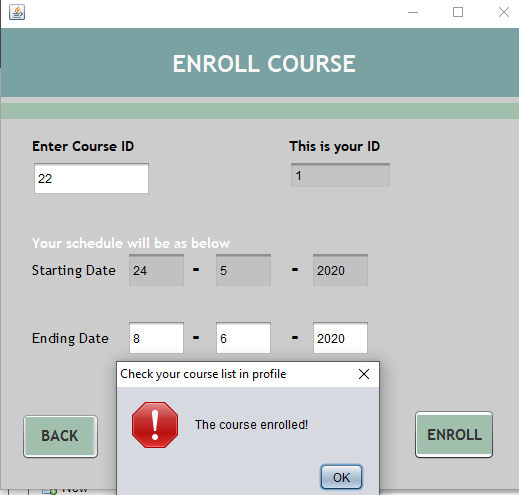 ENROLL COURSE
Enter Course ID This is your ID
22 1
Your schedule will be as below
Starting Date 24 - 5 - 2020
Ending Date 8 - 6 - 2020
Check your course list in profile
The course enrolled!
BACK ENROLL
OK
New